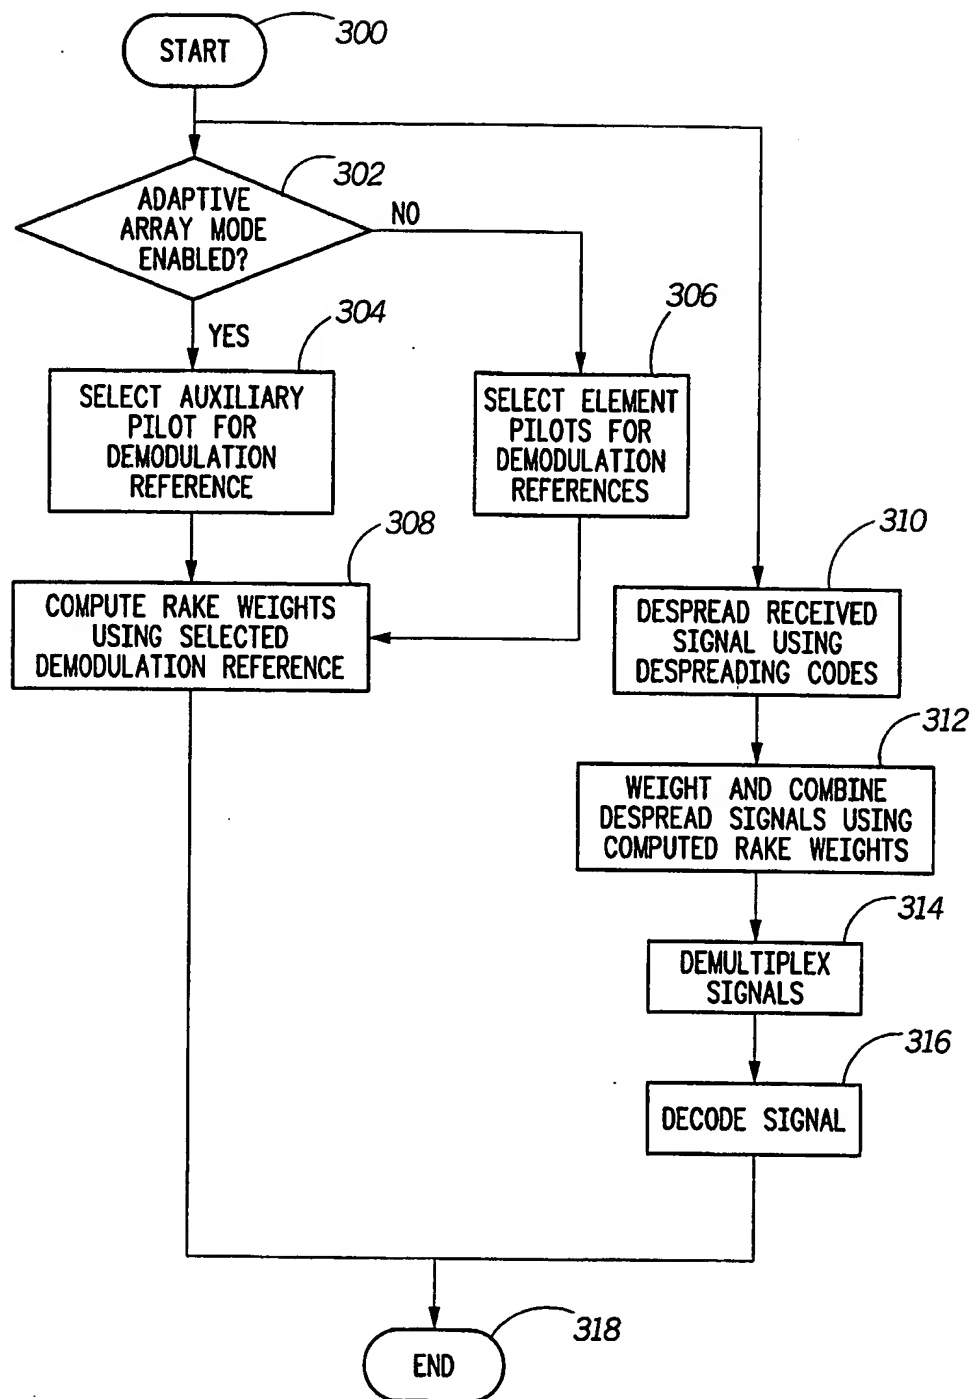 START
300
ADAPTIVE
ARRAY MODE
ENABLED?
302
NO
YES
304
SELECT AUXILIARY
PILOT FOR
DEMODULATION
REFERENCE
306
SELECT ELEMENT
PILOTS FOR
DEMODULATION
REFERENCES
308
COMPUTE RAKE WEIGHTS
USING SELECTED
DEMODULATION REFERENCE
310
DESPREAD RECEIVED
SIGNAL USING
DESPREADING CODES
312
WEIGHT AND COMBINE
DESPREAD SIGNALS USING
COMPUTED RAKE WEIGHTS
314
DEMULTIPLEX
SIGNALS
316
DECODE SIGNAL
318
END